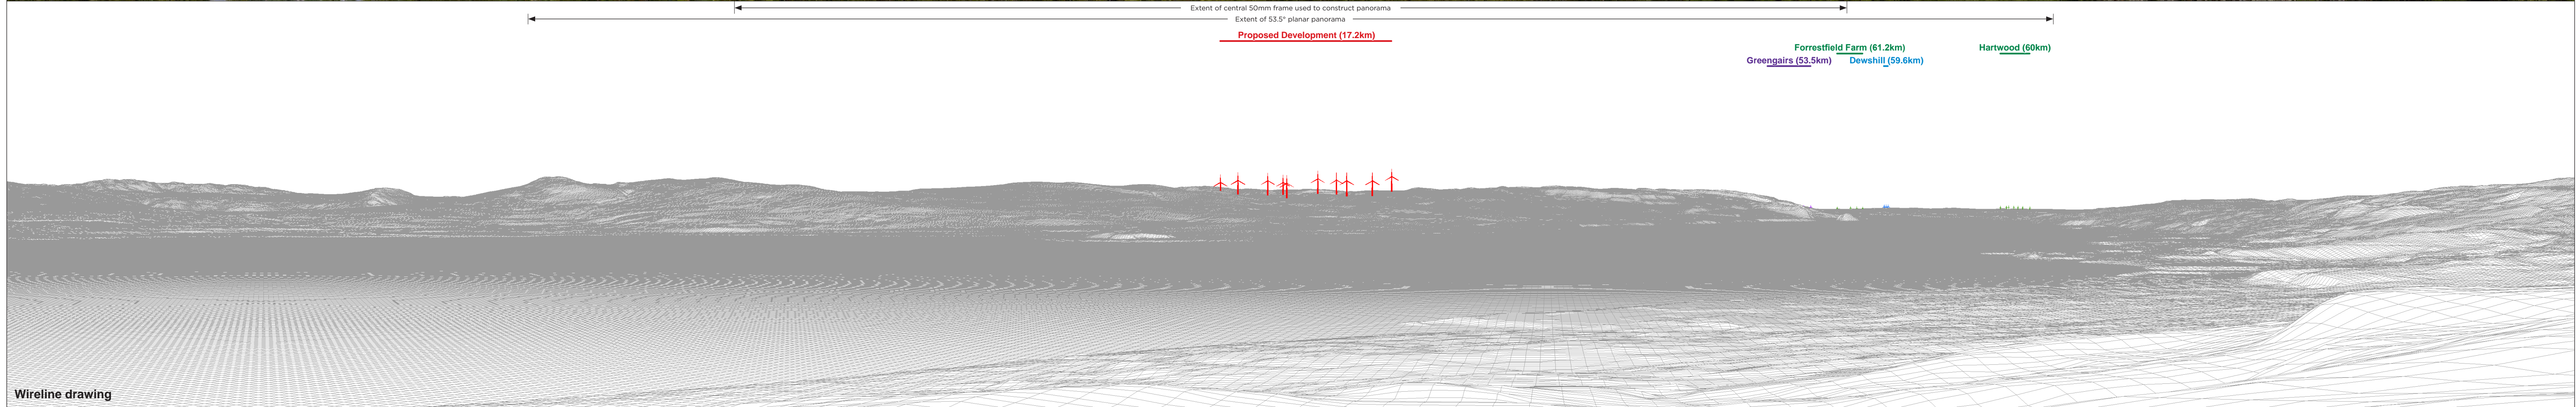 Extent of central 50mm frame used to construct panorama
Extent of 53.5° planar panorama
Proposed Development (17.2km)
Forrestfield Farm (61.2km)
Hartwood (60km)
Greengairs (53.5km)
Dewshill (59.6km)
Wireline drawing